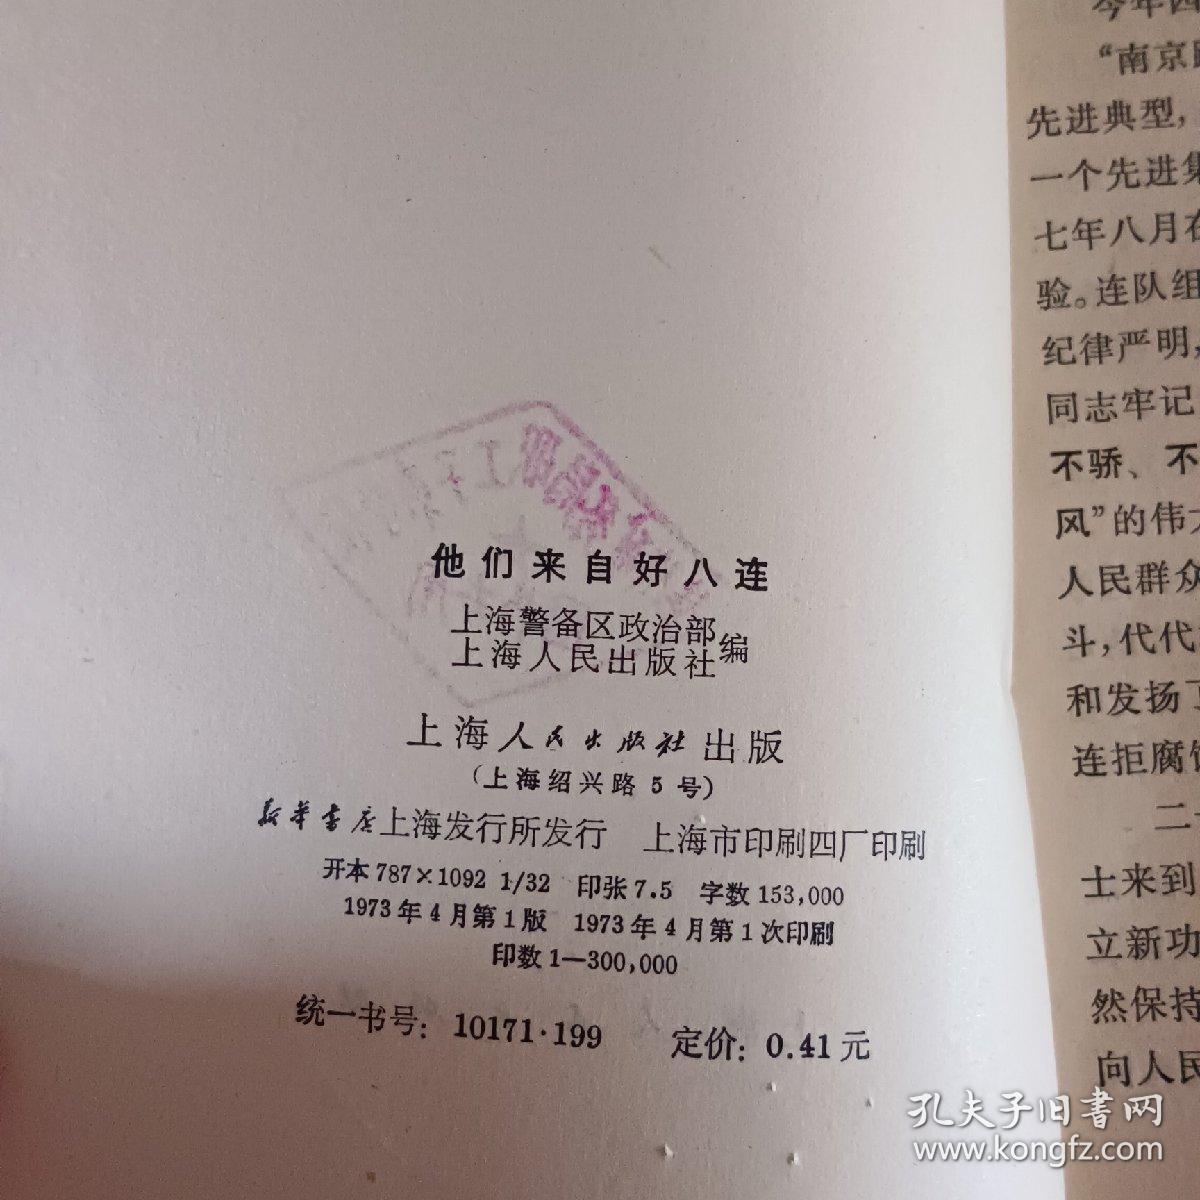 他们来自好八连
上海警备区政治部
上海人民出版社
编
上海人民出版社出版
（上海绍兴路5号）
新华书店上海发行所发行 上海市印刷四厂印刷
开本787×1092 1/32 印张7.5 字数153,000
1973年4月第1版 1973年4月第1次印刷
印数1—300,000
统一书号：10171·199 定价：0.41元
今年四
“南京路
先进典型，
一个先进集
七年八月在
验。连队组
纪律严明，
同志牢记
不骄、不
风”的伟大
人民群众
斗，代代
和发扬了
连拒腐蚀
二十
士来到
立新功
然保持
向人民
孔夫子旧书网
www.kongfz.com